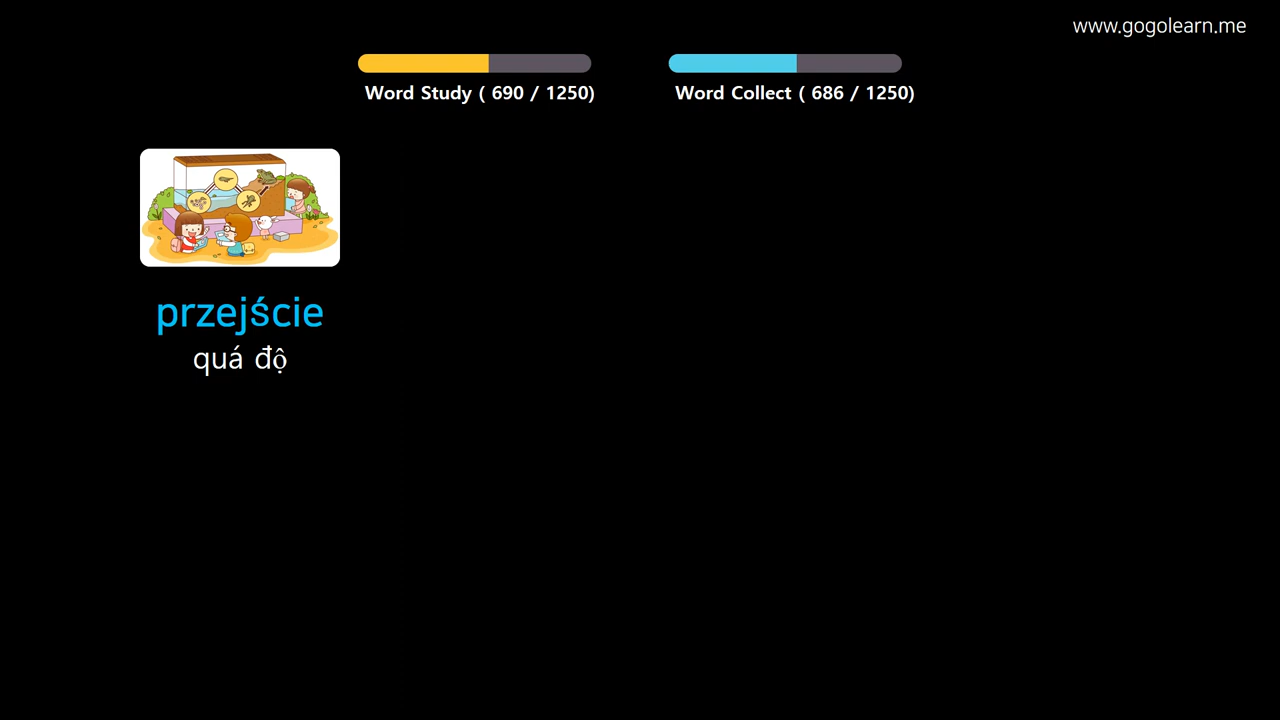 www.gogolearn.me
Word Study ( 690 / 1250)
Word Collect ( 686 / 1250)
przejście
quá độ